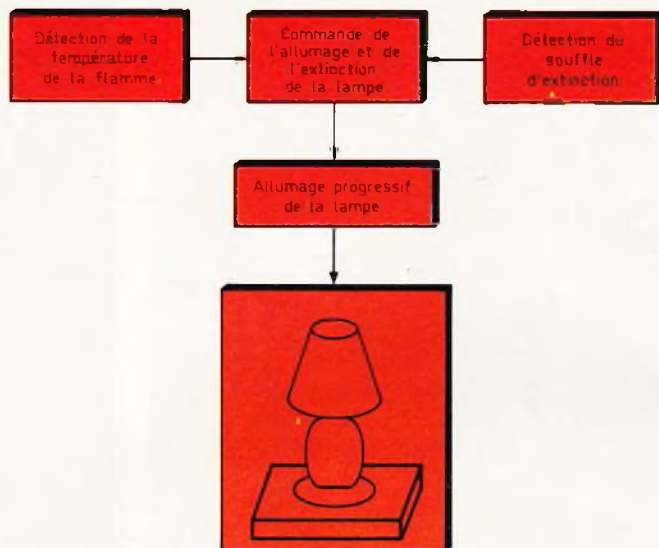 Détection de la
température
de la flamme
Commande de
l'allumage et de
l'extinction
de la lampe
Détection du
souffle
d'extinction
Allumage progressif
de la lampe